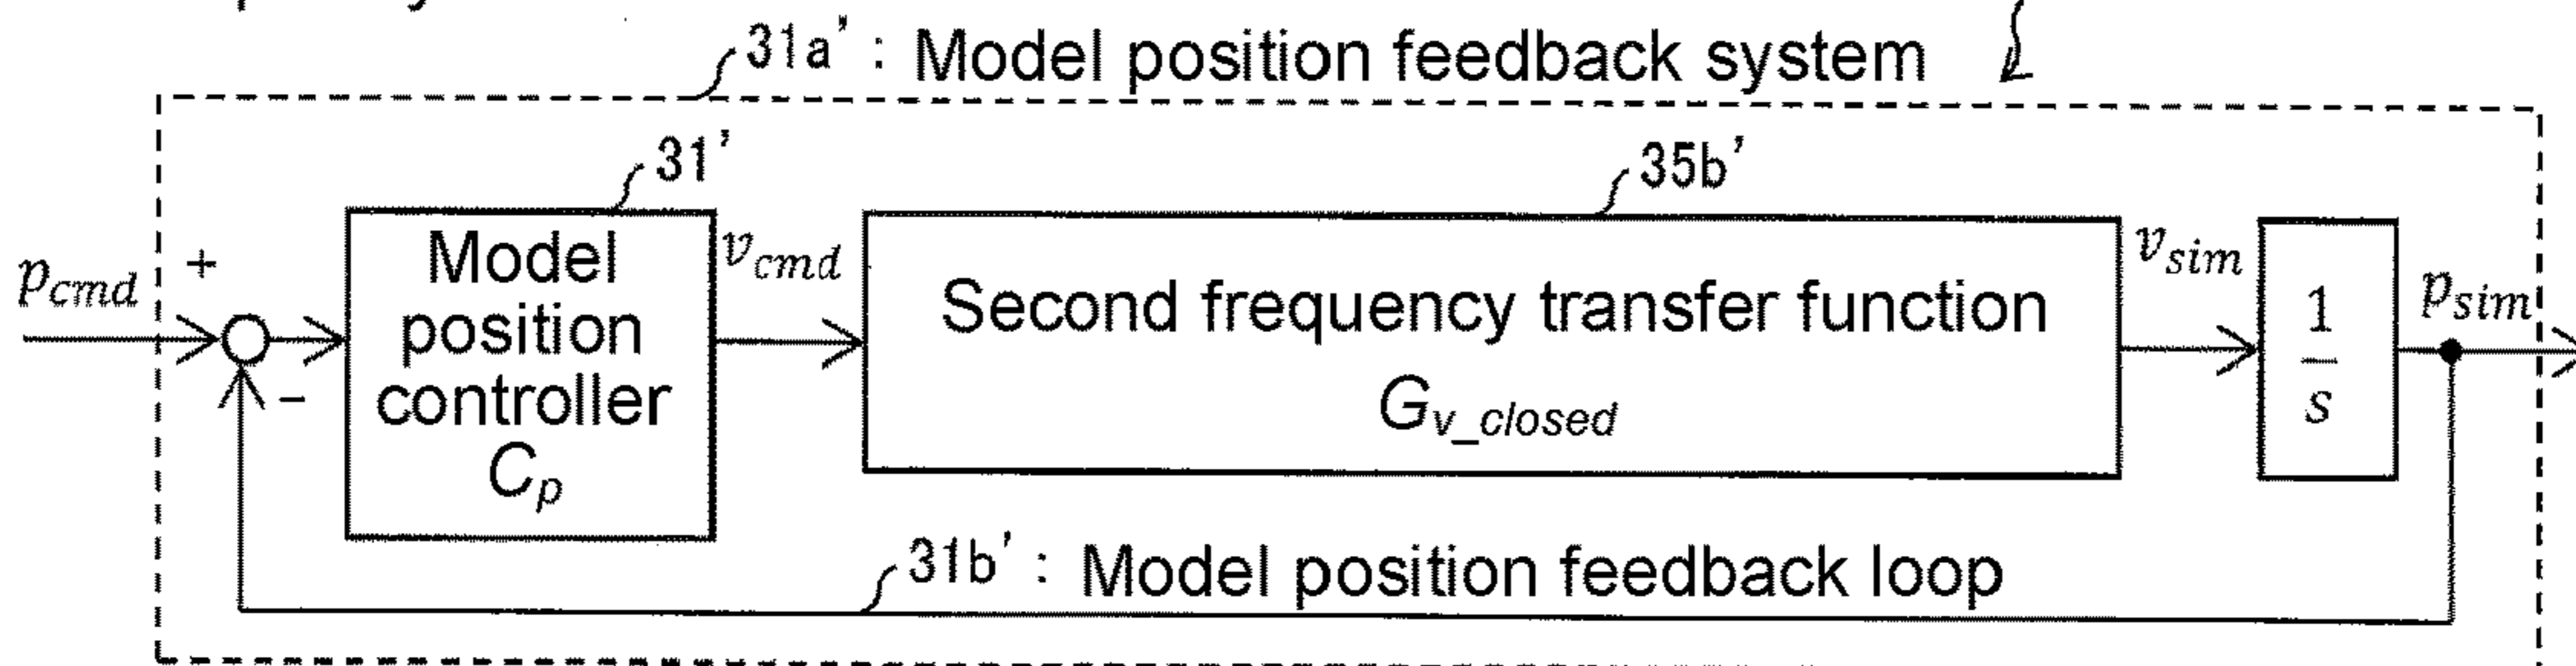 31a' : Model position feedback system
31'
35b'
p_cmd
+
−
Model
position
controller
C_p
v_cmd
Second frequency transfer function
G_v_closed
v_sim
1
s
p_sim
31b' : Model position feedback loop